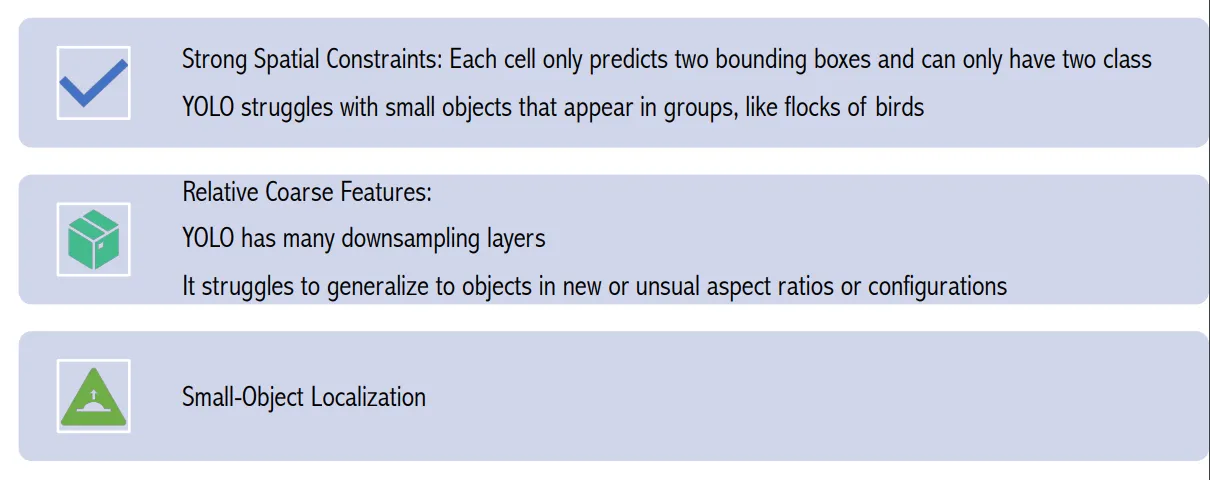 Strong Spatial Constraints: Each cell only predicts two bounding boxes and can only have two class
YOLO struggles with small objects that appear in groups, like flocks of birds
Relative Coarse Features:
YOLO has many downsampling layers
It struggles to generalize to objects in new or unsual aspect ratios or configurations
Small-Object Localization